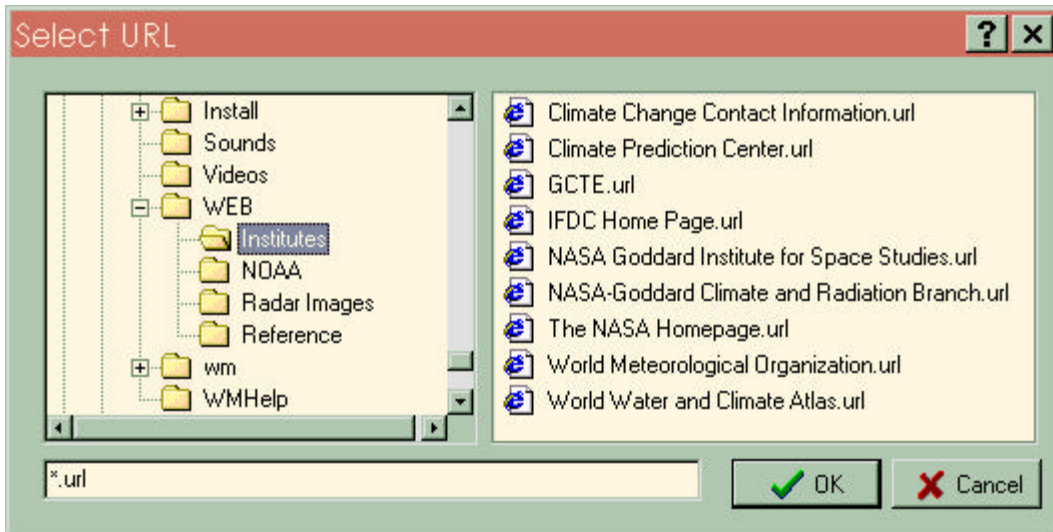 Select URL
Install
Sounds
Videos
WEB
Institutes
NOAA
Radar Images
Reference
wm
WMHelp
Climate Change Contact Information.url
Climate Prediction Center.url
GCTE.url
IFDC Home Page.url
NASA Goddard Institute for Space Studies.url
NASA-Goddard Climate and Radiation Branch.url
The NASA Homepage.url
World Meteorological Organization.url
World Water and Climate Atlas.url
*.url
OK
Cancel